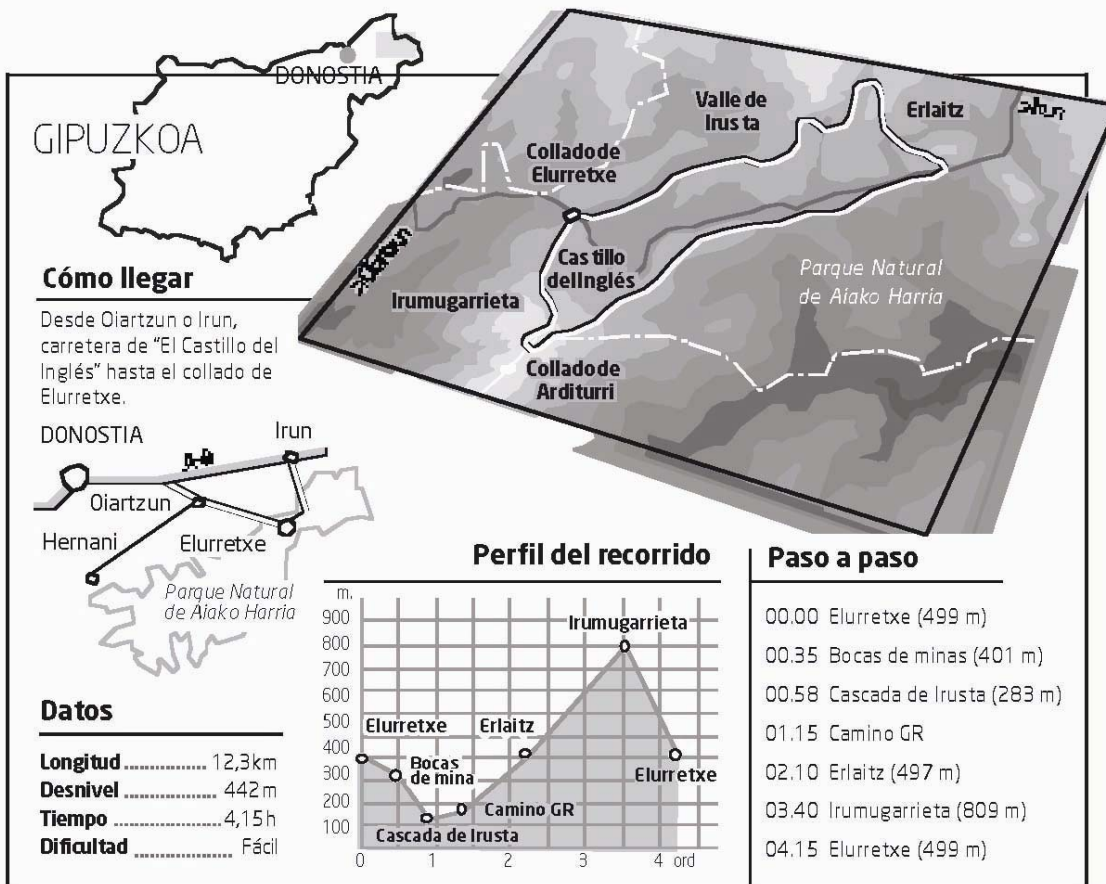 DONOSTIA
GIPUZKOA
Valle de
Irusta
Erlaitz
Collado de
Elurretxe
Castillo
del Inglés
Irumugarrieta
Parque Natural
de Aiako Harria
Collado de
Arditurri
Cómo llegar
Desde Oiartzun o Irun,
carretera de "El Castillo del
Inglés" hasta el collado de
Elurretxe.
DONOSTIA
Irun
Oiartzun
Hernani
Elurretxe
Parque Natural
de Aiako Harria
Datos
Longitud ............... 12,3km
Desnivel ............... 442 m
Tiempo ................. 4,15h
Dificultad ............. Fácil
Perfil del recorrido
m.
900
800
700
600
500
400
300
200
100
Irumugarrieta
Elurretxe
Erlaitz
Bocas
de mina
Elurretxe
Camino GR
Cascada de Irusta
0 1 2 3 4 ord
Paso a paso
00.00 Elurretxe (499 m)
00.35 Bocas de minas (401 m)
00.58 Cascada de Irusta (283 m)
01.15 Camino GR
02.10 Erlaitz (497 m)
03.40 Irumugarrieta (809 m)
04.15 Elurretxe (499 m)